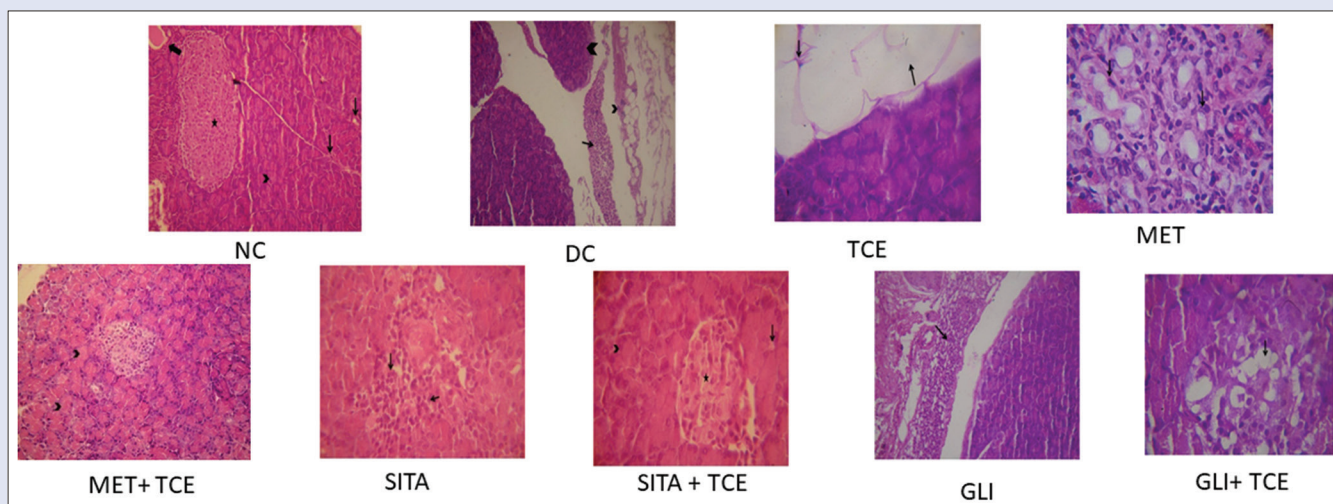 NC
DC
TCE
MET
MET+ TCE
SITA
SITA + TCE
GLI
GLI+ TCE